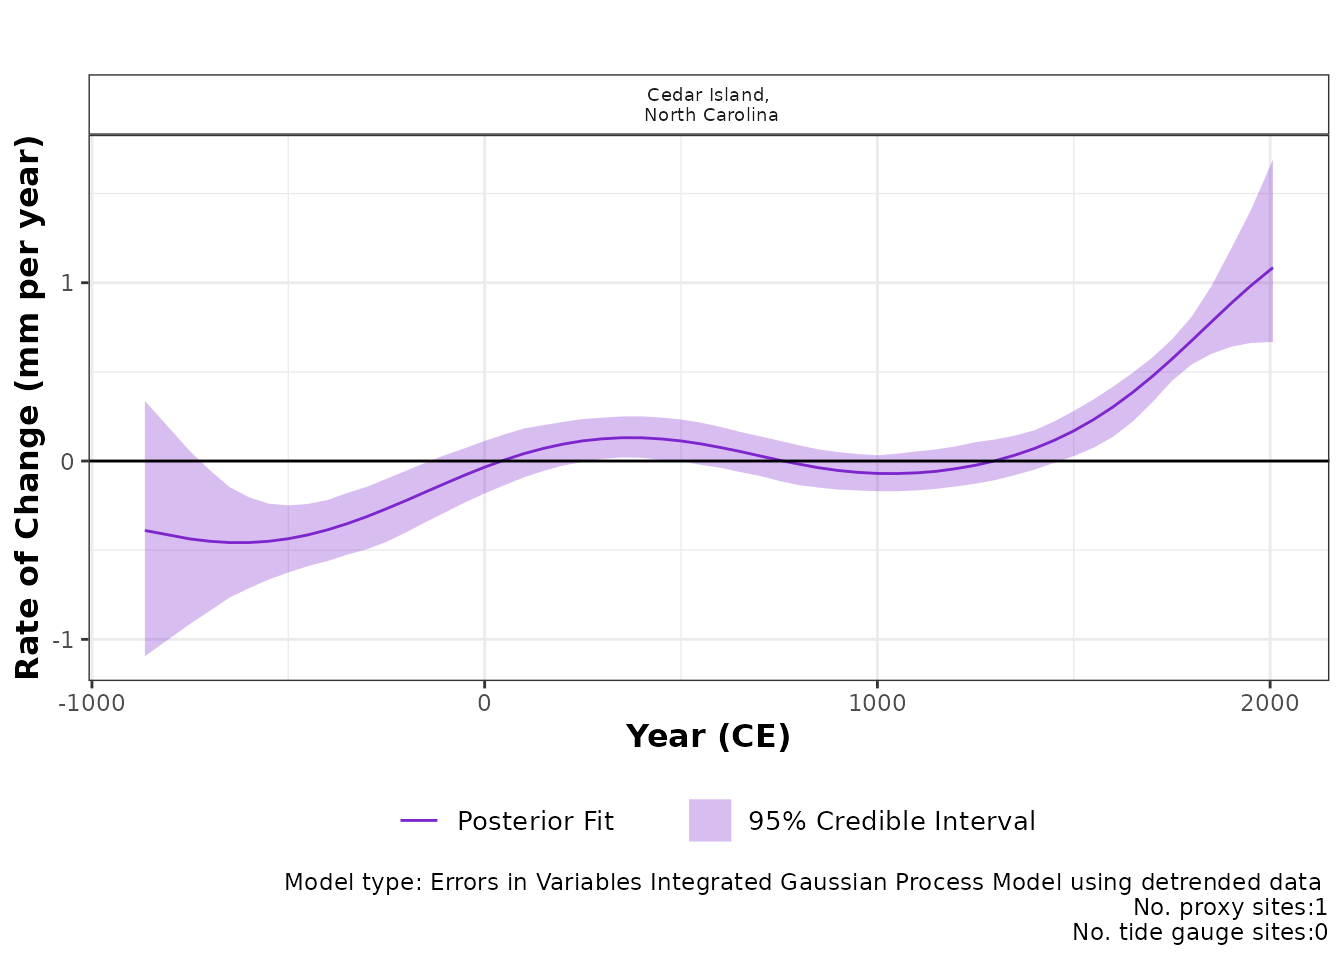 Cedar Island,
North Carolina
Rate of Change (mm per year)
1
0
-1
-1000 0 1000 2000
Year (CE)
Posterior Fit 95% Credible Interval
Model type: Errors in Variables Integrated Gaussian Process Model using detrended data
No. proxy sites:1
No. tide gauge sites:0